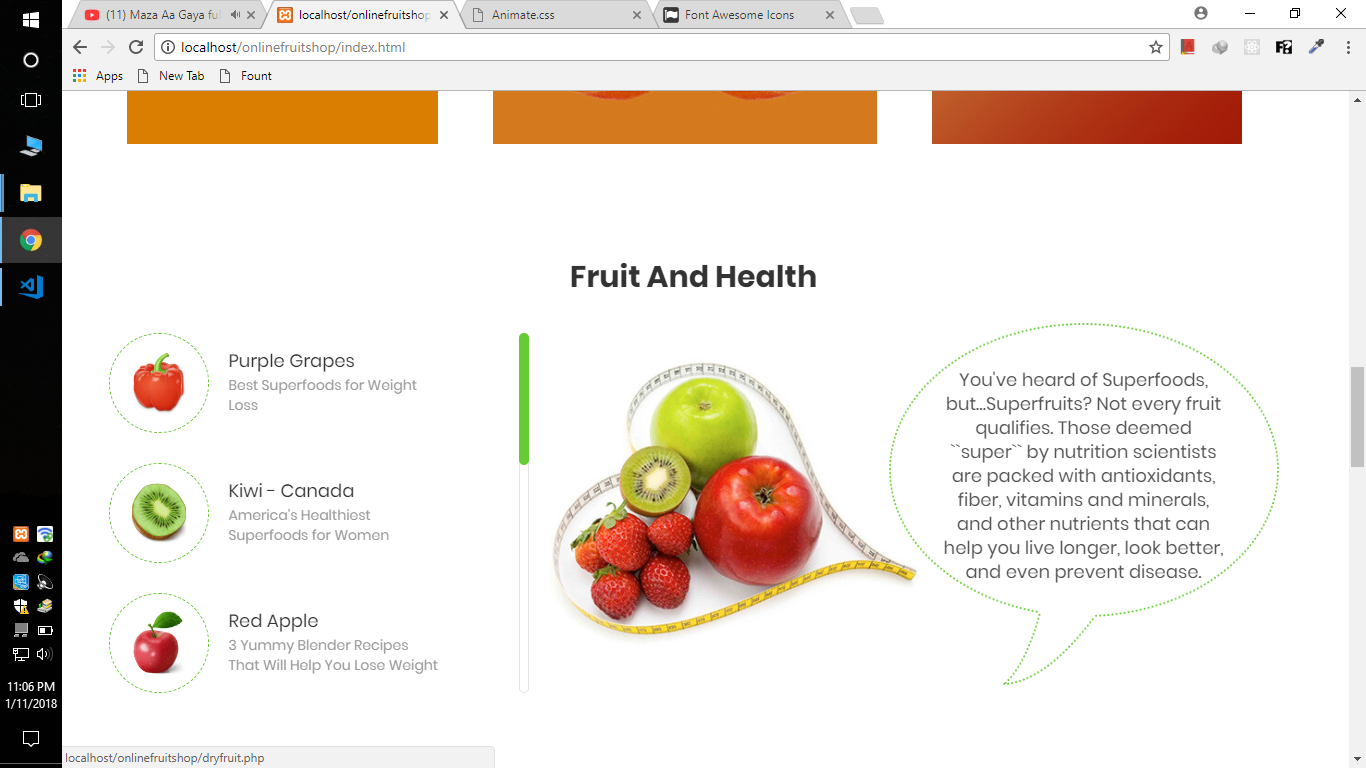 (11) Maza Aa Gaya ful
localhost/onlinefruitshop
Animate.css
Font Awesome Icons
localhost/onlinefruitshop/index.html
Apps
New Tab
Fount
Fruit And Health
Purple Grapes
Best Superfoods for Weight
Loss
Kiwi - Canada
America's Healthiest
Superfoods for Women
Red Apple
3 Yummy Blender Recipes
That Will Help You Lose Weight
You've heard of Superfoods,
but...Superfruits? Not every fruit
qualifies. Those deemed
``super`` by nutrition scientists
are packed with antioxidants,
fiber, vitamins and minerals,
and other nutrients that can
help you live longer, look better,
and even prevent disease.
11:06 PM
1/11/2018
localhost/onlinefruitshop/dryfruit.php